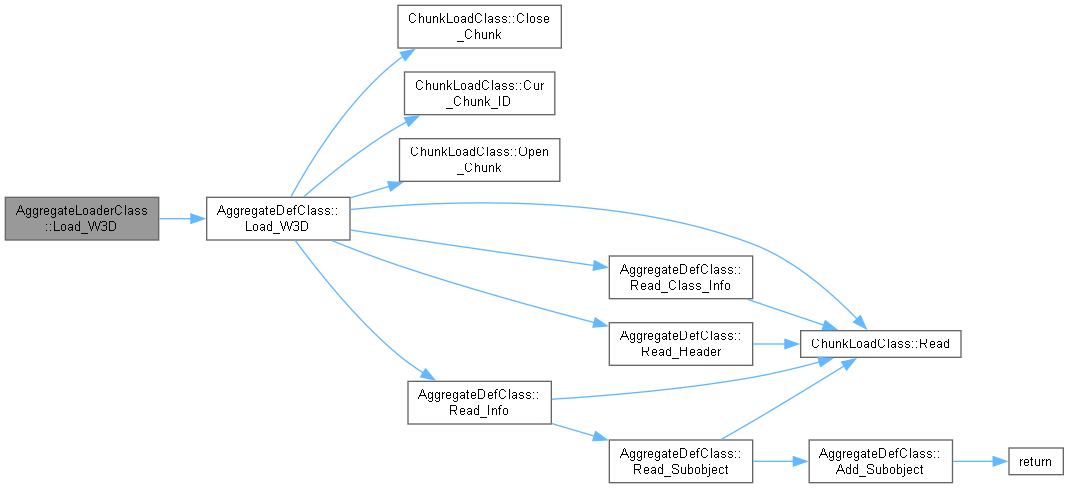 ChunkLoadClass::Close
_Chunk
ChunkLoadClass::Cur
_Chunk_ID
ChunkLoadClass::Open
_Chunk
AggregateLoaderClass
::Load_W3D
AggregateDefClass::
Load_W3D
AggregateDefClass::
Read_Class_Info
AggregateDefClass::
Read_Header
ChunkLoadClass::Read
AggregateDefClass::
Read_Info
AggregateDefClass::
Read_Subobject
AggregateDefClass::
Add_Subobject
return